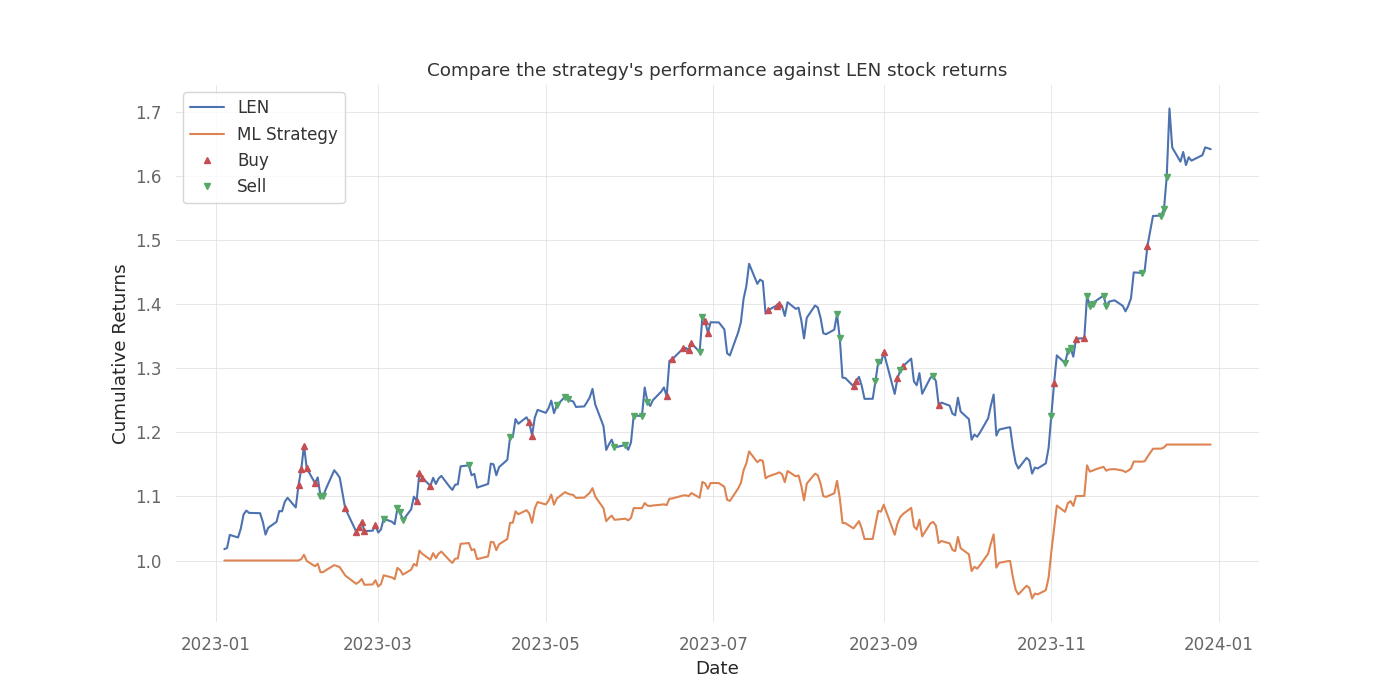 Compare the strategy's performance against LEN stock returns
LEN
ML Strategy
Buy
Sell
Cumulative Returns
1.7
1.6
1.5
1.4
1.3
1.2
1.1
1.0
2023-01
2023-03
2023-05
2023-07
2023-09
2023-11
2024-01
Date